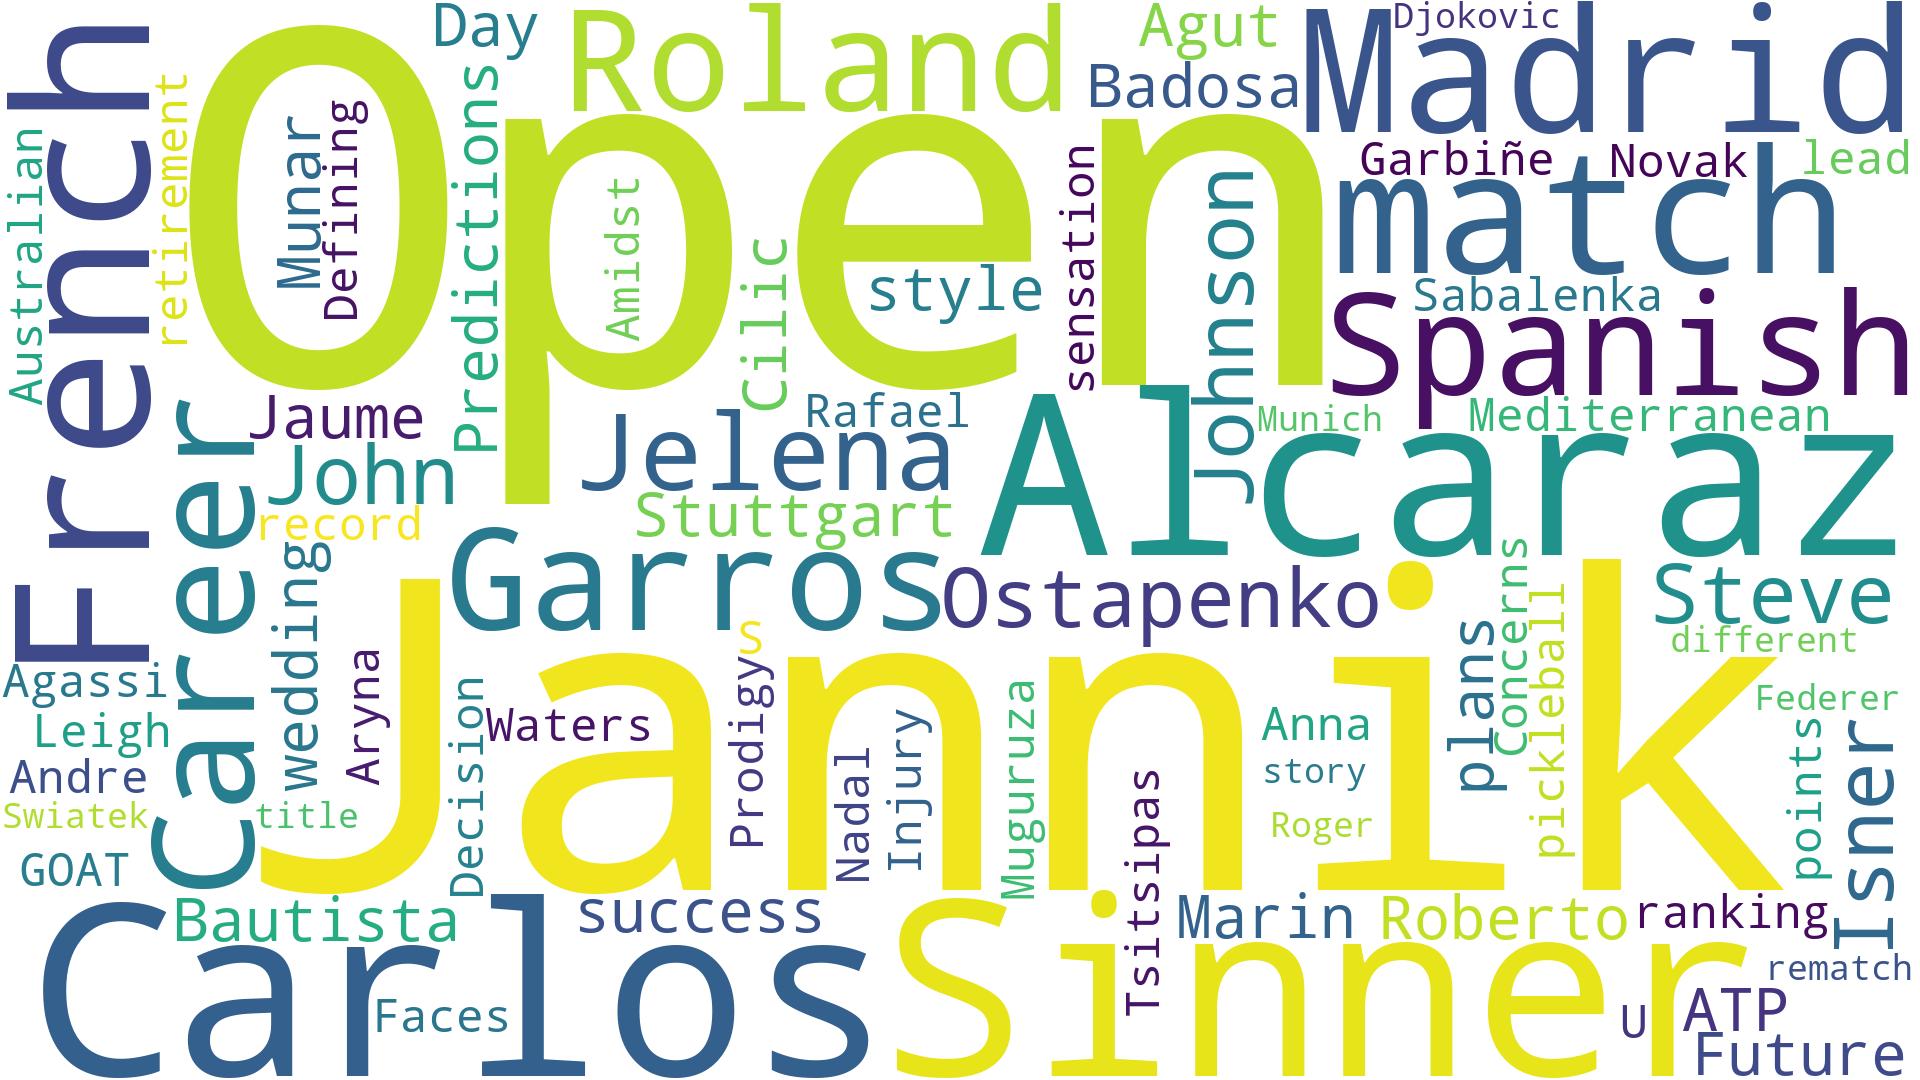 Open
Jannik
Alcaraz
Carlos
Sinner
French
Roland
Madrid
match
Spanish
Garros
Career
Jelena
Ostapenko
Johnson
Steve
Isner
John
Day
Agut
Djokovic
Badosa
Garbiñe
Novak
lead
Australian
retirement
Munar
Defining
Predictions
Amidst
Cilic
style
sensation
Sabalenka
Mediterranean
Munich
Rafael
Jaume
record
Stuttgart
wedding
Aryna
Agassi
Leigh
Andre
Swiatek
title
GOAT
Decision
Waters
Prodigy
S
Nadal
Injury
Muguruza
Tsitsipas
Anna
story
Roger
plans
Concerns
pickleball
different
Federer
points
Bautista
success
Marin
Roberto
ranking
rematch
Faces
U
ATP
Future